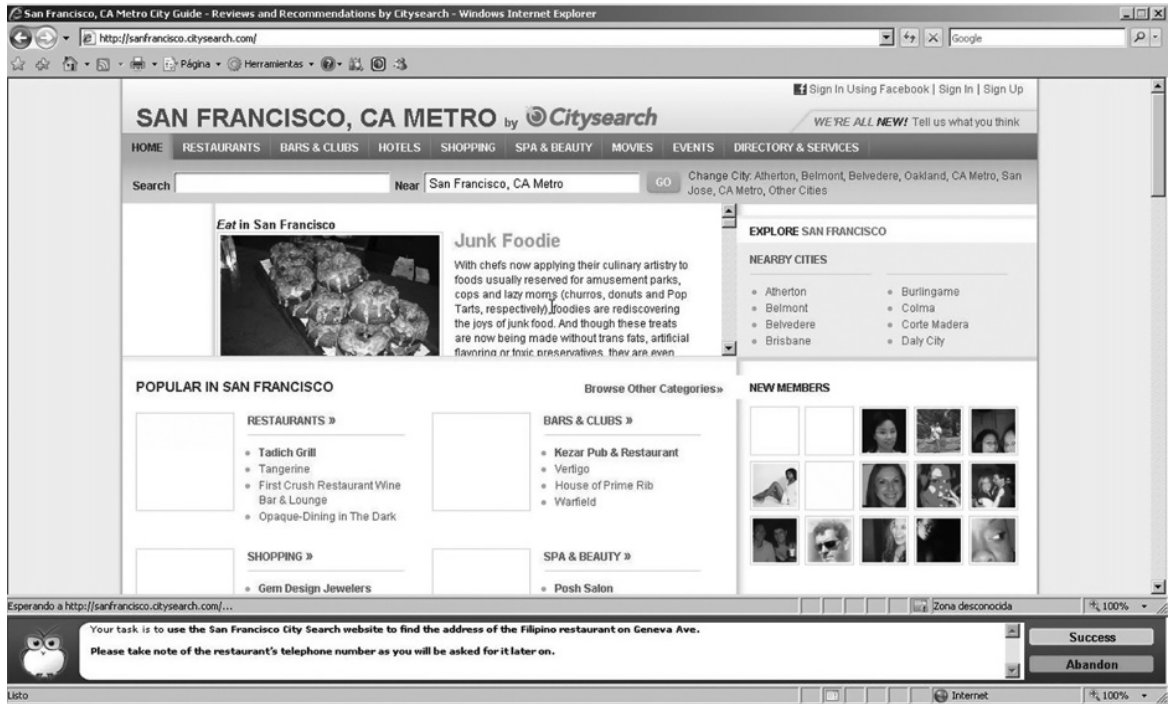 San Francisco, CA Metro City Guide - Reviews and Recommendations by Citysearch - Windows Internet Explorer
http://sanfrancisco.citysearch.com/
Google
Página
Herramientas
Sign In Using Facebook | Sign In | Sign Up
SAN FRANCISCO, CA METRO by Citysearch
WE'RE ALL NEW! Tell us what you think
HOME RESTAURANTS BARS & CLUBS HOTELS SHOPPING SPA & BEAUTY MOVIES EVENTS DIRECTORY & SERVICES
Search
Near San Francisco, CA Metro
GO
Change City: Atherton, Belmont, Belvedere, Oakland, CA Metro, San
Jose, CA Metro, Other Cities
Eat in San Francisco
Junk Foodie
With chefs now applying their culinary artistry to
foods usually reserved for amusement parks,
cops and lazy moms (churros, donuts and Pop
Tarts, respectively), foodies are rediscovering
the joys of junk food. And though these treats
are now being made without trans fats, artificial
flavoring or toxic preservatives, they are even
EXPLORE SAN FRANCISCO
NEARBY CITIES
Atherton
Belmont
Belvedere
Brisbane
Burlingame
Colma
Corte Madera
Daly City
POPULAR IN SAN FRANCISCO
Browse Other Categories»
RESTAURANTS »
Tadich Grill
Tangerine
First Crush Restaurant Wine
Bar & Lounge
Opaque-Dining in The Dark
BARS & CLUBS »
Kezar Pub & Restaurant
Vertigo
House of Prime Rib
Warfield
SHOPPING »
Gem Design Jewelers
SPA & BEAUTY »
Posh Salon
NEW MEMBERS
Esperando a http://sanfrancisco.citysearch.com/...
Zona desconocida
100%
Your task is to use the San Francisco City Search website to find the address of the Filipino restaurant on Geneva Ave.
Please take note of the restaurant's telephone number as you will be asked for it later on.
Success
Abandon
Listo
Internet
100%